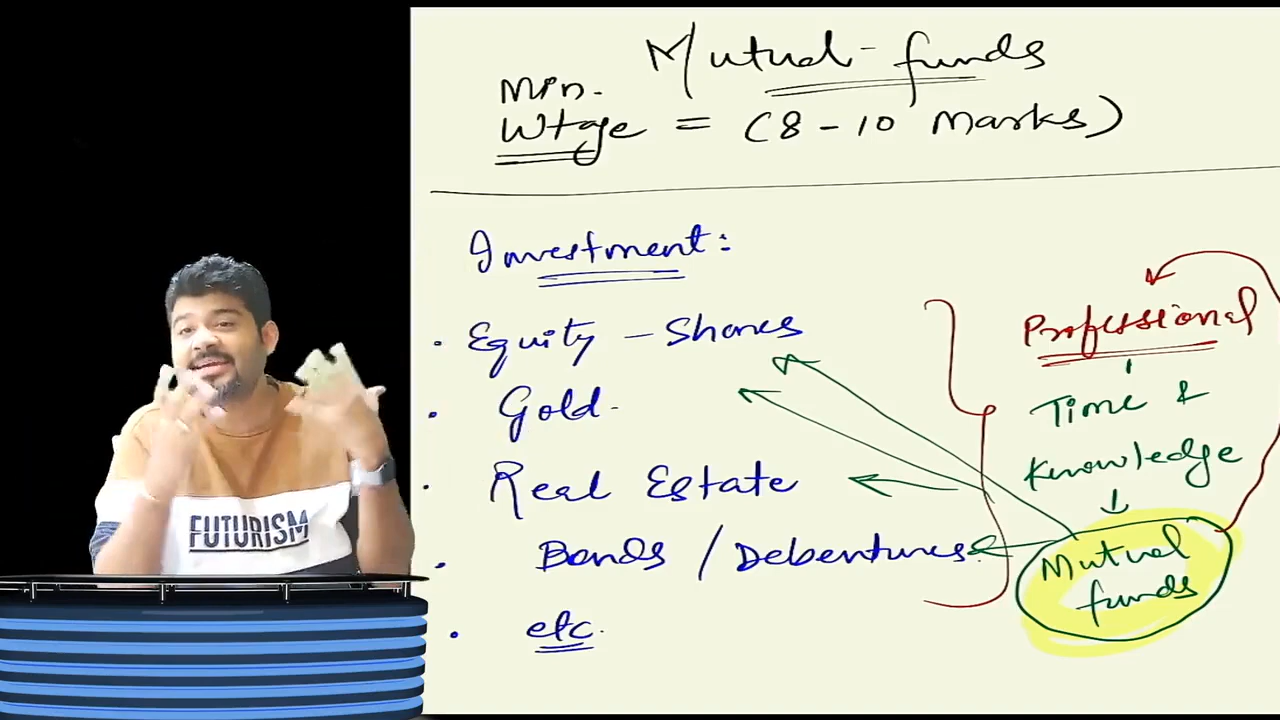 Mutual-funds
Min.
Wtage = (8-10 Marks)
Investment:
· Equity - Shares
· Gold.
· Real Estate
· Bonds / Debentures.
· etc.
Professional
Time &
Knowledge
Mutual
funds
FUTURISM